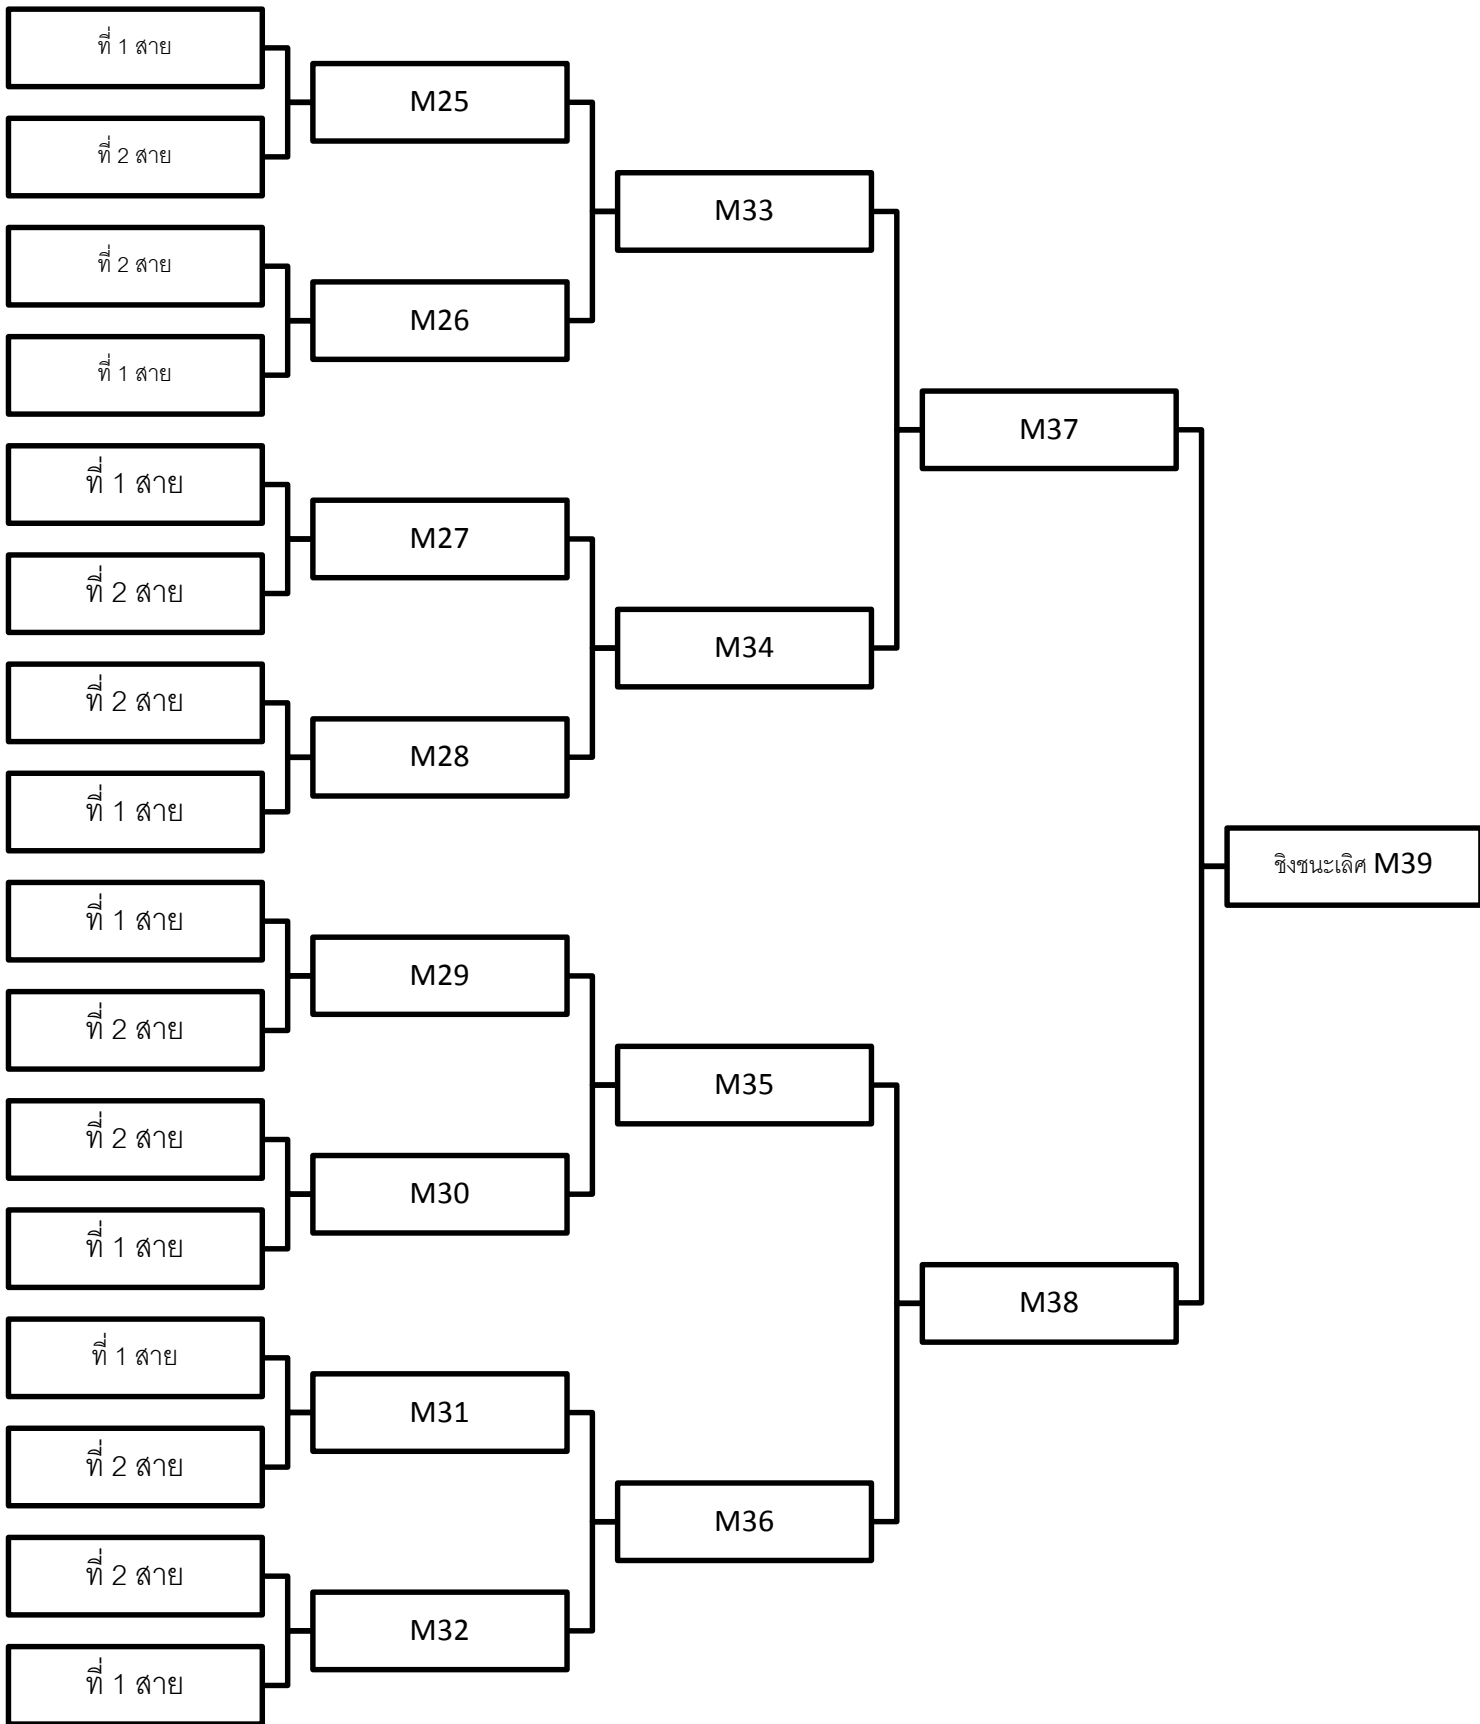 ที่ 1 สาย
ที่ 2 สาย
ที่ 2 สาย
ที่ 1 สาย
ที่ 1 สาย
ที่ 2 สาย
ที่ 2 สาย
ที่ 1 สาย
ที่ 1 สาย
ที่ 2 สาย
ที่ 2 สาย
ที่ 1 สาย
ที่ 1 สาย
ที่ 2 สาย
ที่ 2 สาย
ที่ 1 สาย
M25
M26
M27
M28
M29
M30
M31
M32
M33
M34
M35
M36
M37
M38
ชิงชนะเลิศ M39